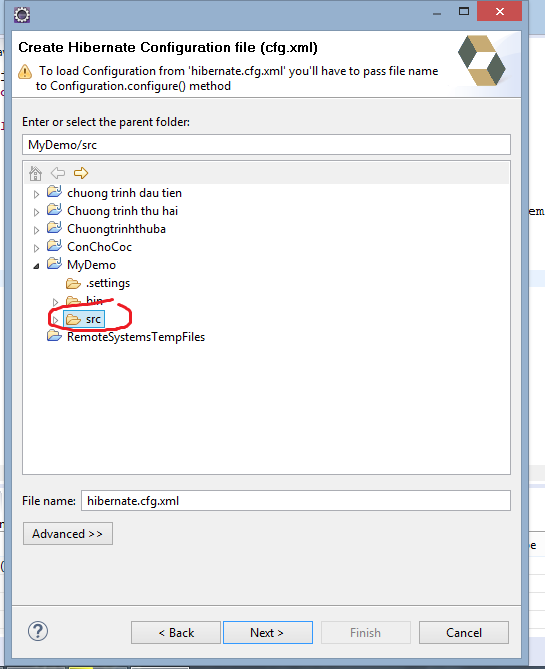 Create Hibernate Configuration file (cfg.xml)
To load Configuration from 'hibernate.cfg.xml' you'll have to pass file name
to Configuration.configure() method
Enter or select the parent folder:
MyDemo/src
chuong trinh dau tien
Chuong trinh thu hai
Chuongtrinhthuba
ConChoCoc
MyDemo
.settings
bin
src
RemoteSystemsTempFiles
File name: hibernate.cfg.xml
Advanced >>
? < Back Next > Finish Cancel